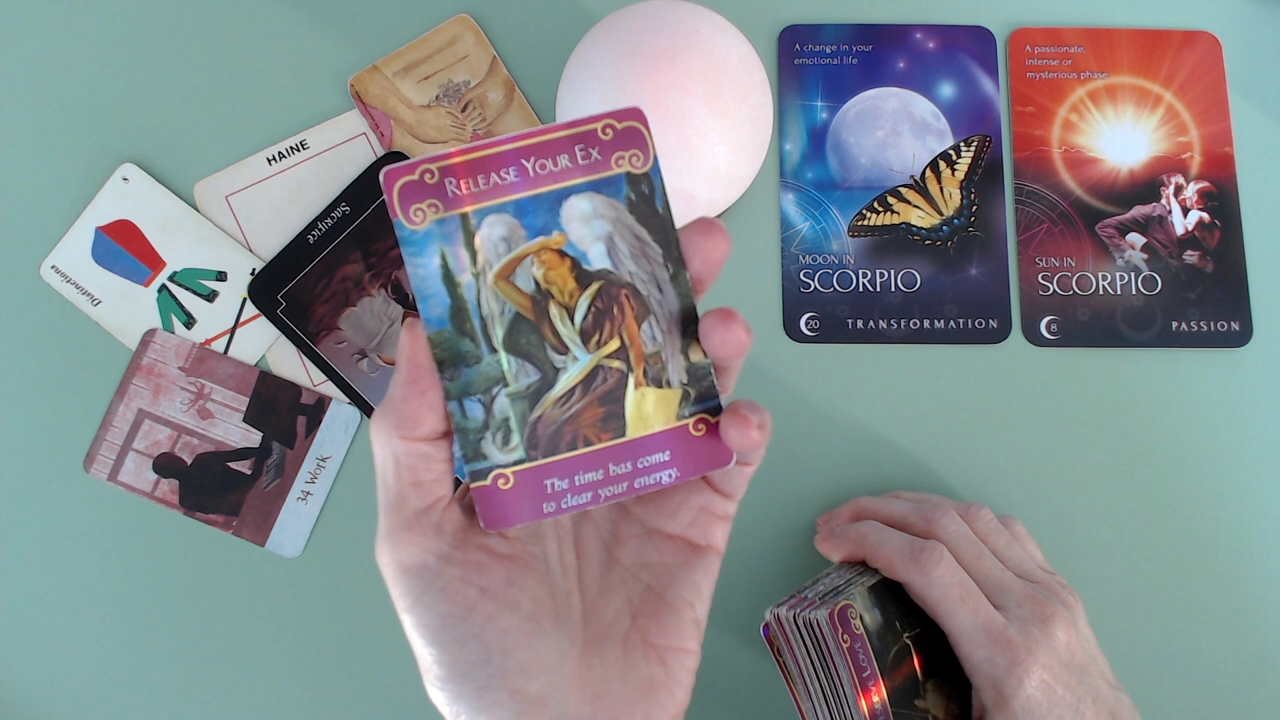 A change in your
emotional life
MOON IN
SCORPIO
20
TRANSFORMATION
A passionate,
intense or
mysterious phase
SUN IN
SCORPIO
8
PASSION
HAINE
Sacrifice
Distinctions
34 Work
RELEASE YOUR EX
The time has come
to clear your energy.
LOVE